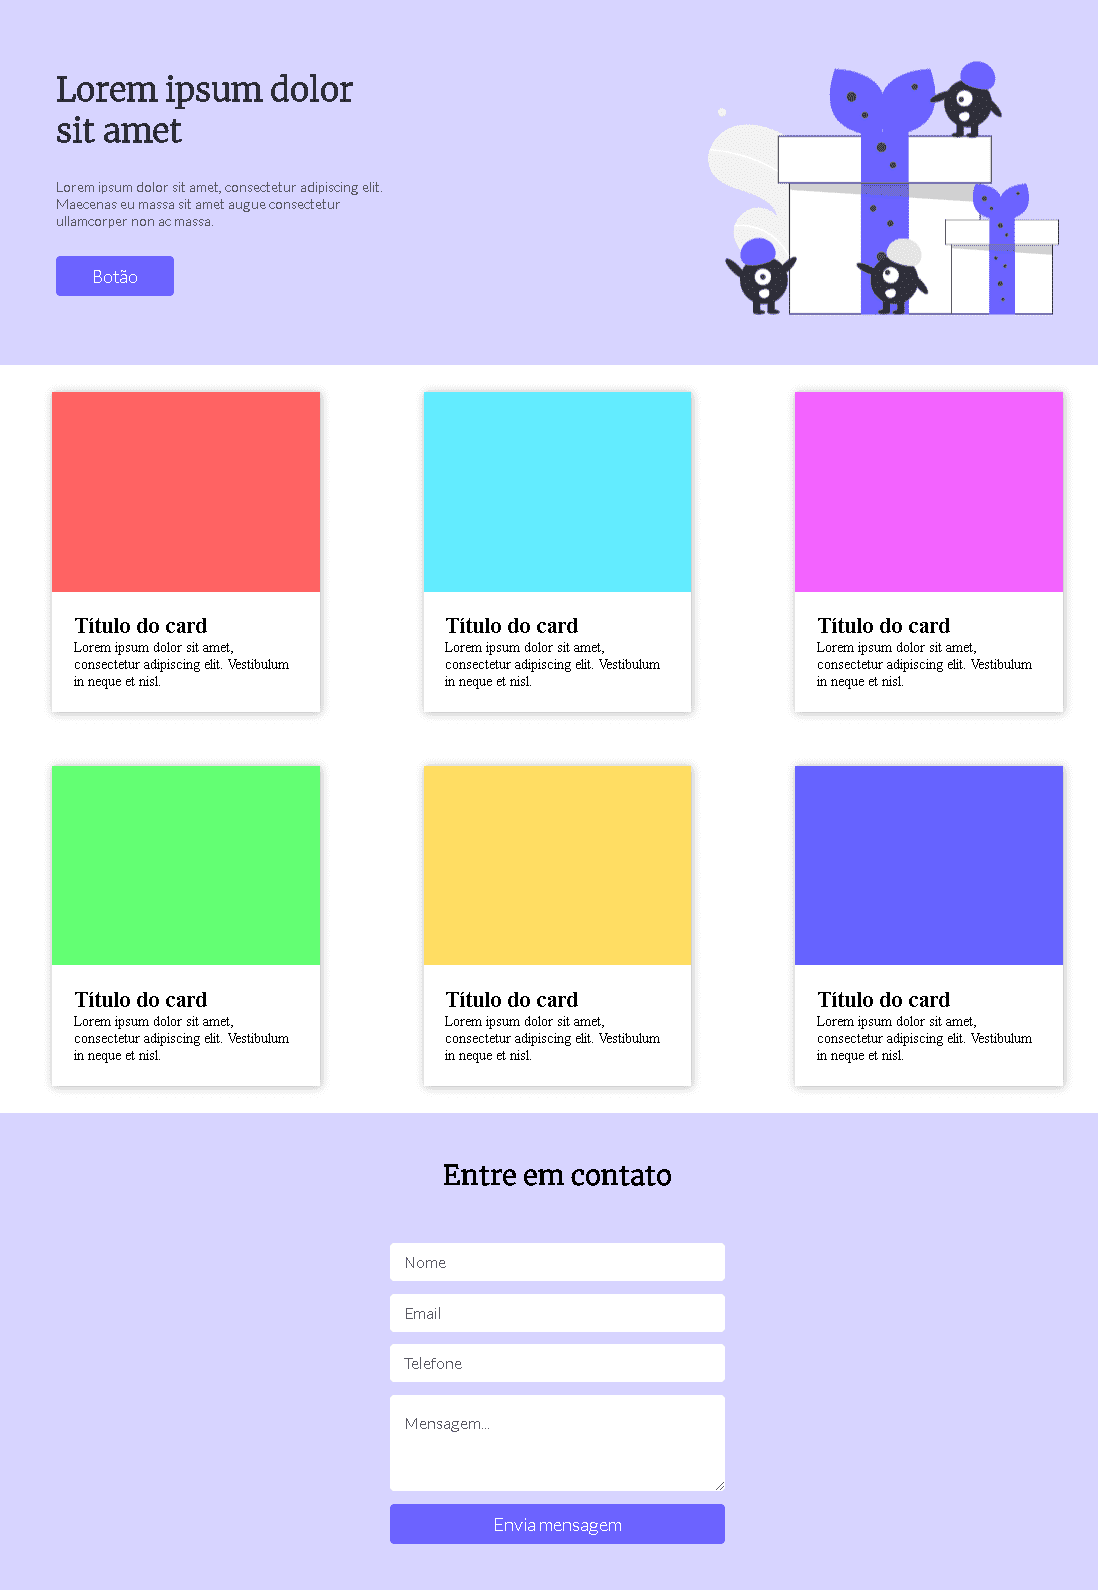 Lorem ipsum dolor
sit amet
Lorem ipsum dolor sit amet, consectetur adipiscing elit.
Maecenas eu massa sit amet augue consectetur
ullamcorper non ac massa.
Botão
Título do card
Lorem ipsum dolor sit amet,
consectetur adipiscing elit. Vestibulum
in neque et nisl.
Título do card
Lorem ipsum dolor sit amet,
consectetur adipiscing elit. Vestibulum
in neque et nisl.
Título do card
Lorem ipsum dolor sit amet,
consectetur adipiscing elit. Vestibulum
in neque et nisl.
Título do card
Lorem ipsum dolor sit amet,
consectetur adipiscing elit. Vestibulum
in neque et nisl.
Título do card
Lorem ipsum dolor sit amet,
consectetur adipiscing elit. Vestibulum
in neque et nisl.
Título do card
Lorem ipsum dolor sit amet,
consectetur adipiscing elit. Vestibulum
in neque et nisl.
Entre em contato
Nome
Email
Telefone
Mensagem...
Envia mensagem